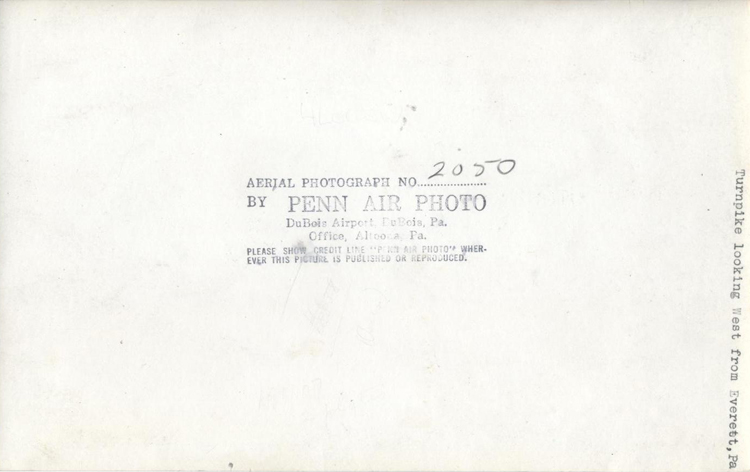 AERIAL PHOTOGRAPH NO. 2050
BY PENN AIR PHOTO
DuBois Airport, DuBois, Pa.
Office, Altoona, Pa.
PLEASE SHOW CREDIT LINE "PENN AIR PHOTO" WHER-
EVER THIS PICTURE IS PUBLISHED OR REPRODUCED.
Turnpike looking West from Everett,Pa